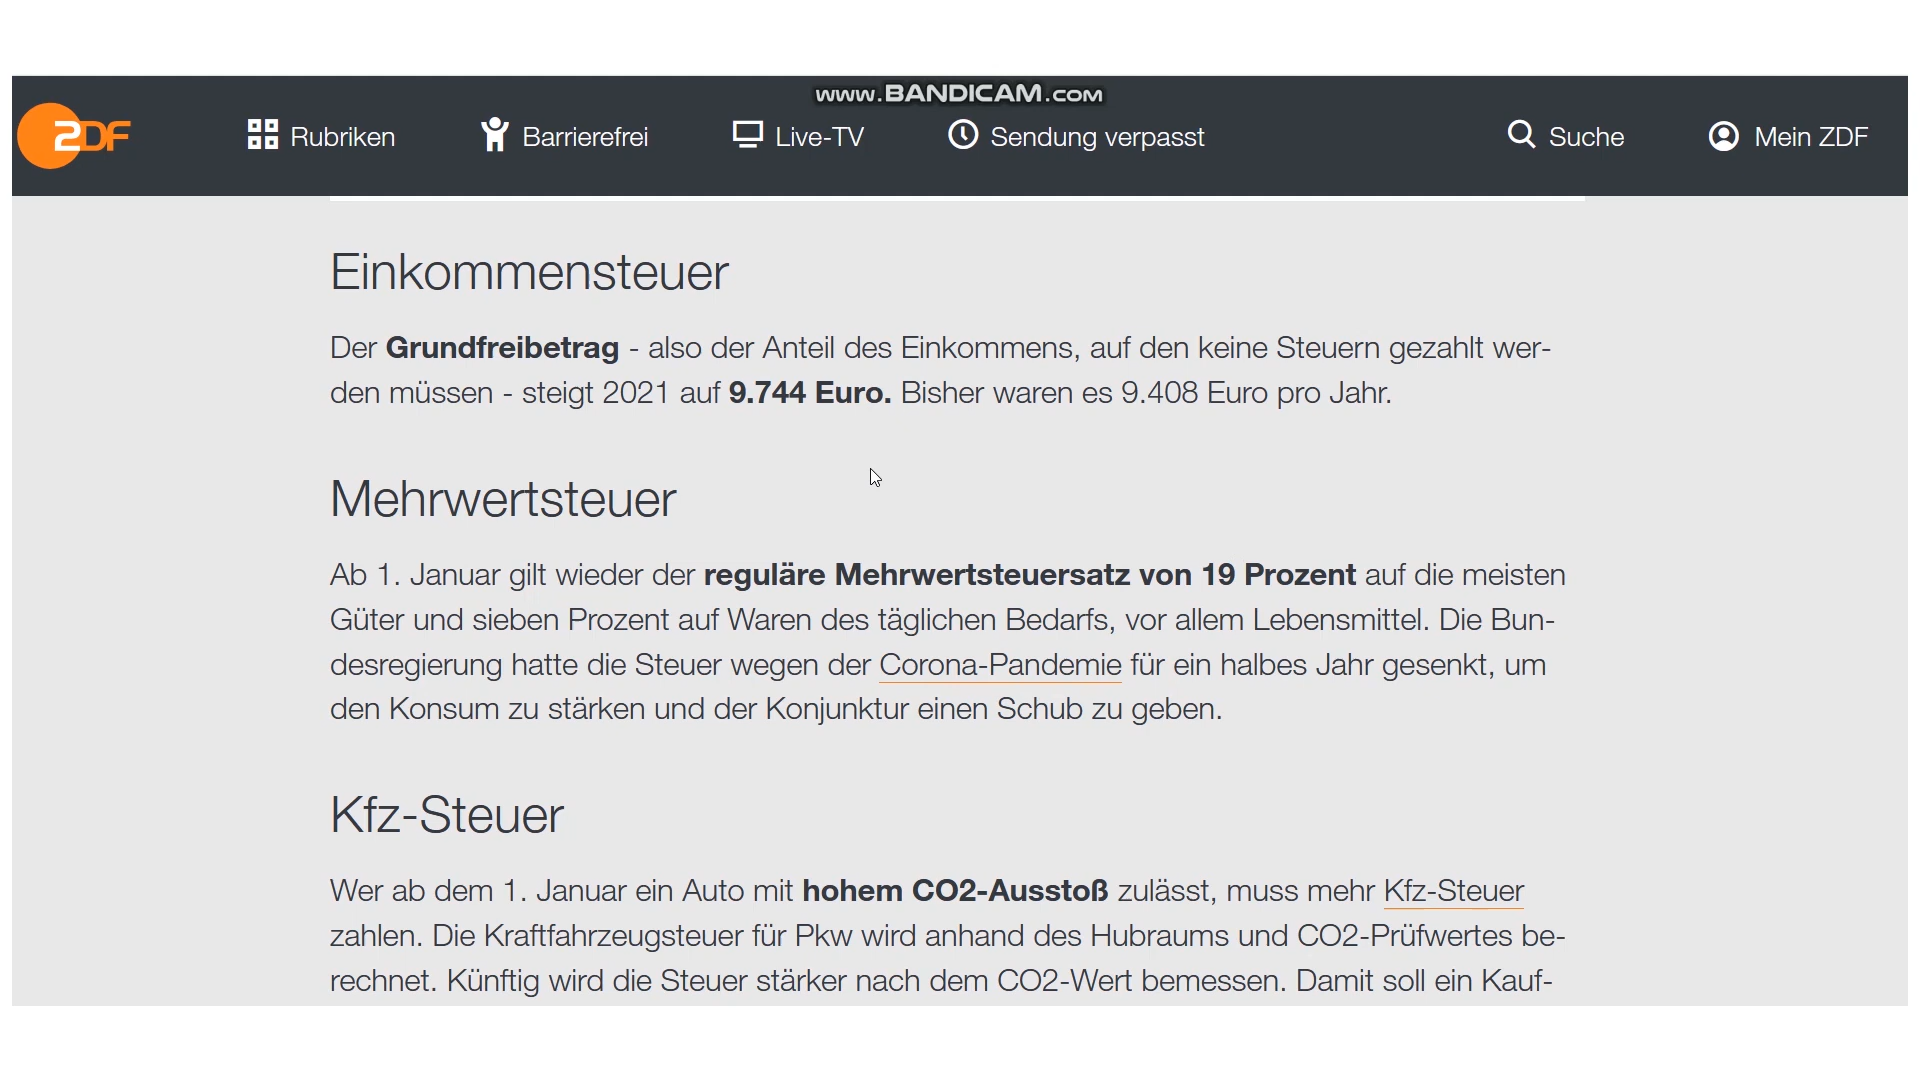 www.BANDICAM.com
ZDF Rubriken Barrierefrei Live-TV Sendung verpasst Suche Mein ZDF
Einkommensteuer
Der Grundfreibetrag - also der Anteil des Einkommens, auf den keine Steuern gezahlt wer-
den müssen - steigt 2021 auf 9.744 Euro. Bisher waren es 9.408 Euro pro Jahr.
Mehrwertsteuer
Ab 1. Januar gilt wieder der reguläre Mehrwertsteuersatz von 19 Prozent auf die meisten
Güter und sieben Prozent auf Waren des täglichen Bedarfs, vor allem Lebensmittel. Die Bun-
desregierung hatte die Steuer wegen der Corona-Pandemie für ein halbes Jahr gesenkt, um
den Konsum zu stärken und der Konjunktur einen Schub zu geben.
Kfz-Steuer
Wer ab dem 1. Januar ein Auto mit hohem CO2-Ausstoß zulässt, muss mehr Kfz-Steuer
zahlen. Die Kraftfahrzeugsteuer für Pkw wird anhand des Hubraums und CO2-Prüfwertes be-
rechnet. Künftig wird die Steuer stärker nach dem CO2-Wert bemessen. Damit soll ein Kauf-